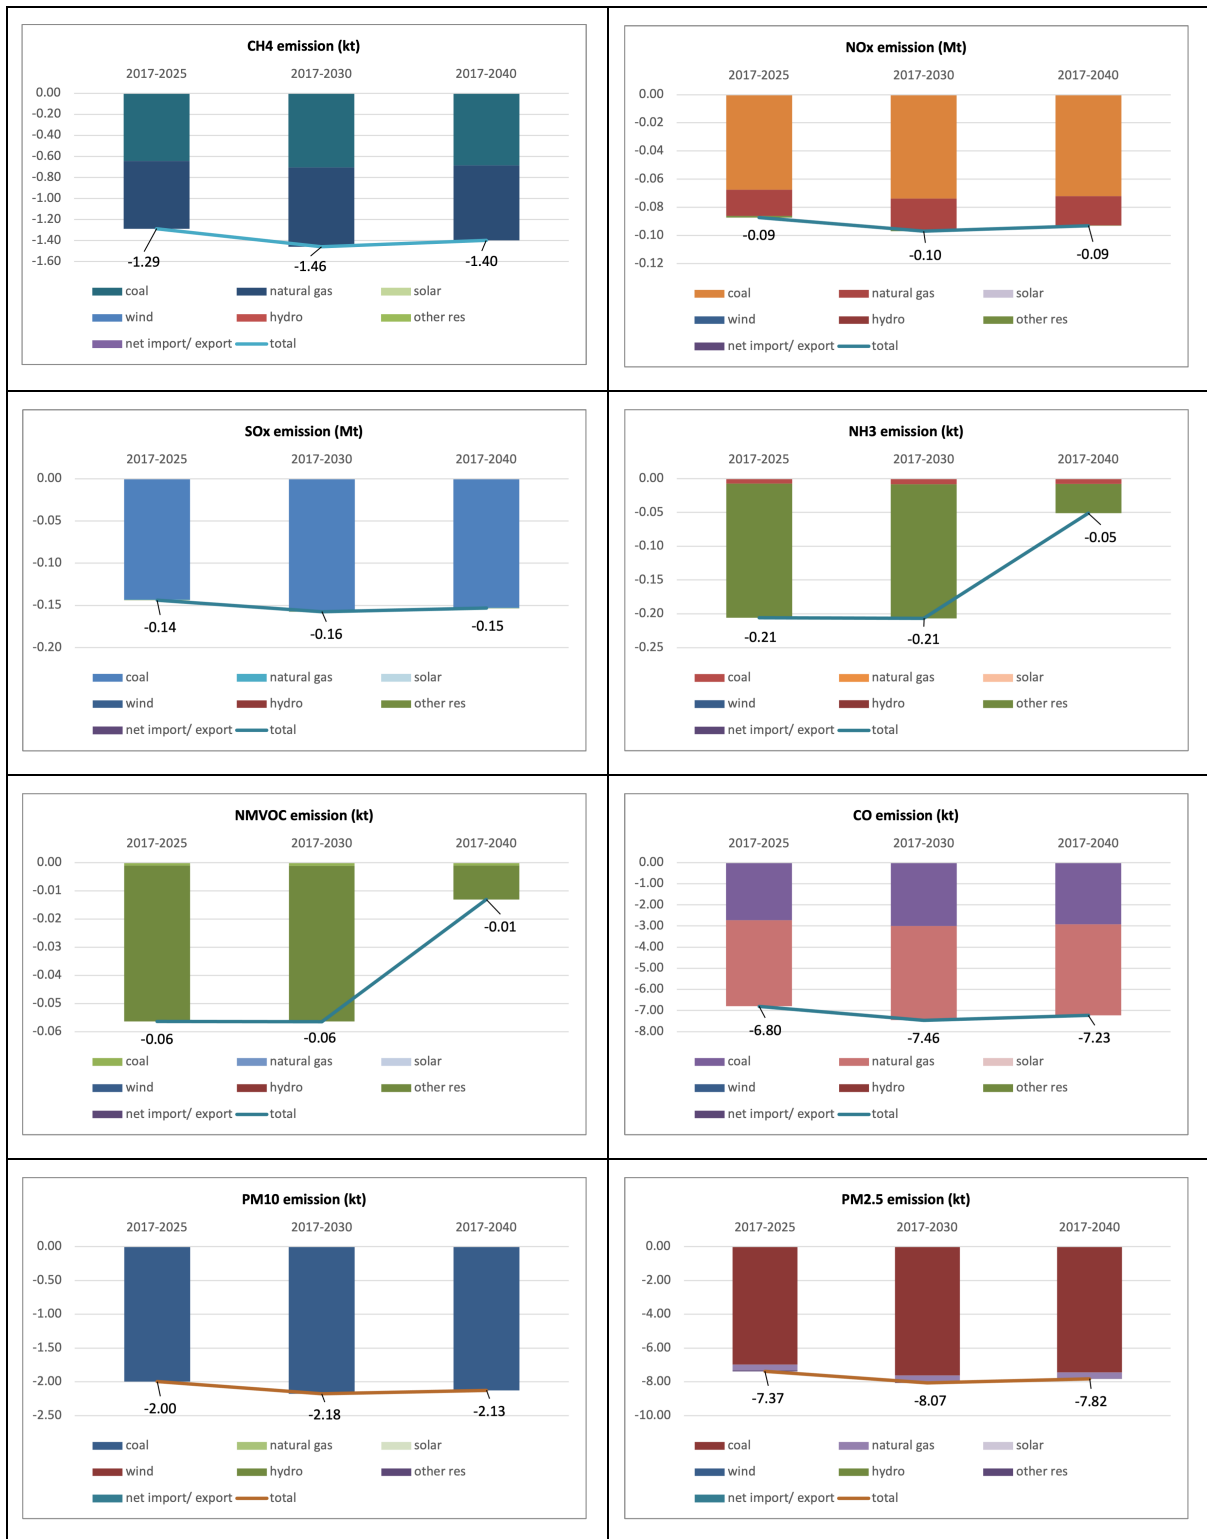 CH4 emission (kt)
2017-2025 2017-2030 2017-2040
0.00
-0.20
-0.40
-0.60
-0.80
-1.00
-1.20
-1.40
-1.60
-1.29 -1.46 -1.40
coal natural gas solar
wind hydro other res
net import/ export total
NOx emission (Mt)
2017-2025 2017-2030 2017-2040
0.00
-0.02
-0.04
-0.06
-0.08
-0.10
-0.12
-0.09 -0.10 -0.09
coal natural gas solar
wind hydro other res
net import/ export total
SOx emission (Mt)
2017-2025 2017-2030 2017-2040
0.00
-0.05
-0.10
-0.15
-0.20
-0.14 -0.16 -0.15
coal natural gas solar
wind hydro other res
net import/ export total
NH3 emission (kt)
2017-2025 2017-2030 2017-2040
0.00
-0.05
-0.10
-0.15
-0.20
-0.25
-0.21 -0.21 -0.05
coal natural gas solar
wind hydro other res
net import/ export total
NMVOC emission (kt)
2017-2025 2017-2030 2017-2040
0.00
-0.01
-0.02
-0.03
-0.04
-0.05
-0.06
-0.06 -0.06 -0.01
coal natural gas solar
wind hydro other res
net import/ export total
CO emission (kt)
2017-2025 2017-2030 2017-2040
0.00
-1.00
-2.00
-3.00
-4.00
-5.00
-6.00
-7.00
-8.00
-6.80 -7.46 -7.23
coal natural gas solar
wind hydro other res
net import/ export total
PM10 emission (kt)
2017-2025 2017-2030 2017-2040
0.00
-0.50
-1.00
-1.50
-2.00
-2.50
-2.00 -2.18 -2.13
coal natural gas solar
wind hydro other res
net import/ export total
PM2.5 emission (kt)
2017-2025 2017-2030 2017-2040
0.00
-2.00
-4.00
-6.00
-8.00
-10.00
-7.37 -8.07 -7.82
coal natural gas solar
wind hydro other res
net import/ export total